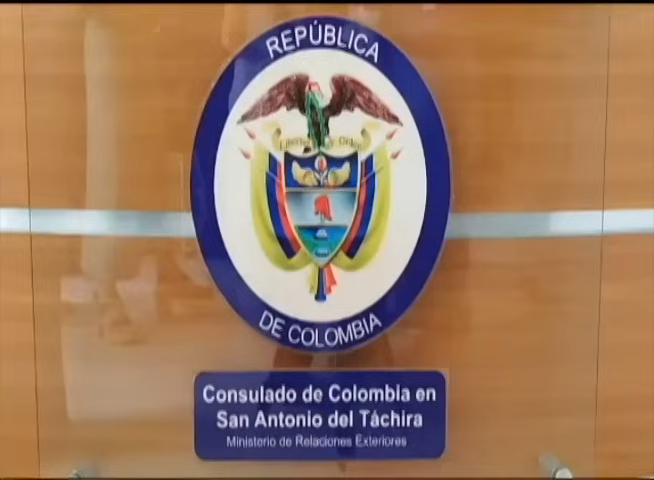 REPÚBLICA
Libertad y Orden
DE COLOMBIA
Consulado de Colombia en
San Antonio del Táchira
Ministerio de Relaciones Exteriores